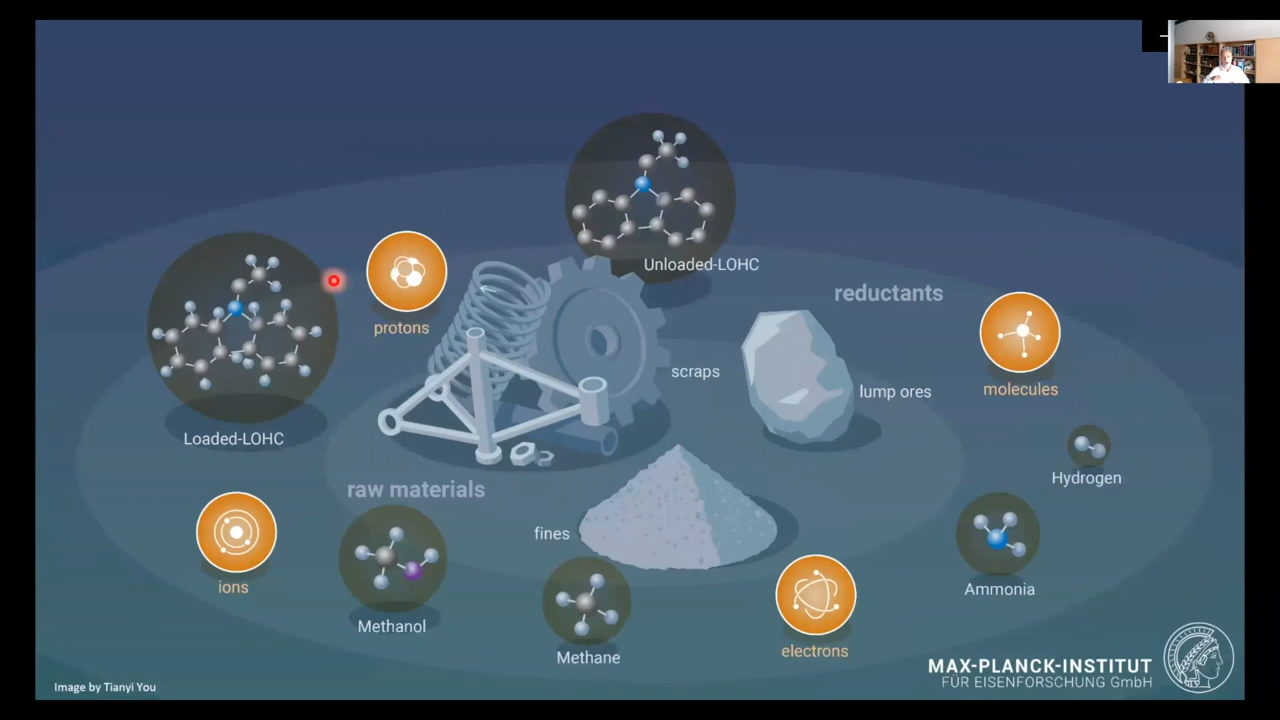 Unloaded-LOHC
reductants
protons
scraps
lump ores
molecules
Loaded-LOHC
Hydrogen
raw materials
fines
ions
Ammonia
Methanol
Methane
electrons
MAX-PLANCK-INSTITUT
FÜR EISENFORSCHUNG GmbH
Image by Tianyi You